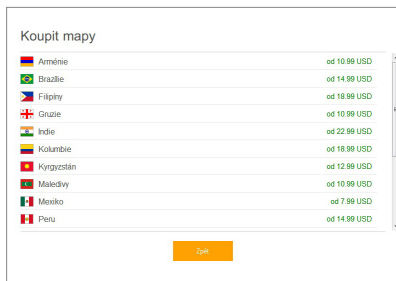 Koupit mapy
Arménie od 10.99 USD
Brazílie od 14.99 USD
Filipíny od 18.99 USD
Gruzie od 10.99 USD
Indie od 22.99 USD
Kolumbie od 18.99 USD
Kyrgyzstán od 12.99 USD
Maledivy od 10.99 USD
Mexiko od 7.99 USD
Peru od 14.99 USD
Zpět